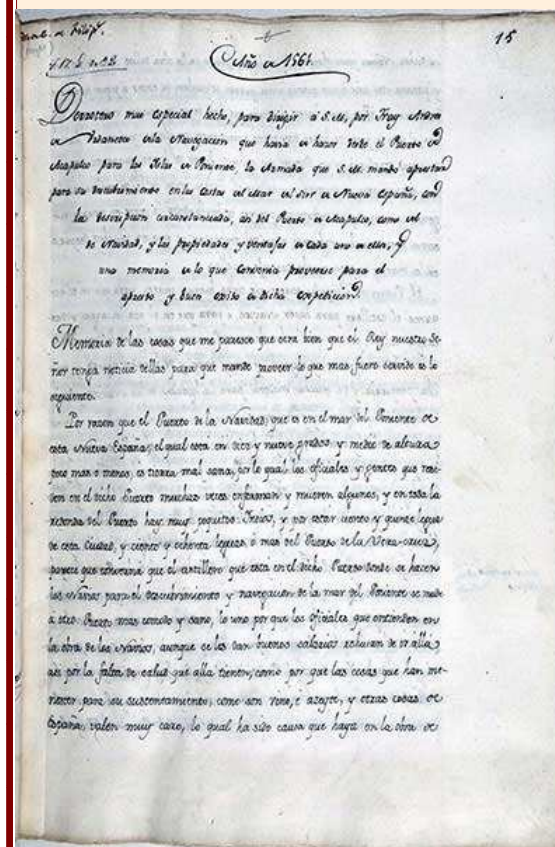 15
Año de 1561.
Derrotero mui especial hecho, para dirigir á S.M. por Fray Andres
de Urdaneta de la Navegacion que havia de hacer desde el Puerto de
Acapulco para las Islas de Poniente, la Armada que S.M. mandó aprestar
para su descubrimiento en las Costas del Mar del Sur de Nueva España, con
la descripcion circunstanciada, asi del Puerto de Acapulco, como del
de Navidad, y las propiedades y ventajas de cada uno de ellos, y
una memoria de lo que convenia proveerse para el
apresto y buen exito de dicha expedicion.
Memoria de las cosas que me paresce que será bien que el Rey nuestro Se-
ñor tenga noticia dellas para que mande proveer lo que mas fuere servido es lo
siguiente.
Por razon que el Puerto de la Navidad, que es en el mar del Poniente de
esta Nueva España, el qual esta en diez y nueve grados y medio de altura
poco mas o menos, es tierra mal sana, por lo qual los oficiales y gentes que resi-
den en el dicho Puerto muchas veces enferman y mueren algunos, y en toda la
redonda del Puerto hay muy poquitos Indios, y por estar ciento y quince leguas
de esta Ciudad, y ciento y ochenta leguas, o mas del Puerto de la Vera-cruz,
parece que convernia que el astillero que esta en el dicho Puerto donde se hacen
los Navios para el descubrimiento y navegacion de la mar del Poniente se mude
a otro Puerto mas comodo y sano, lo uno por que los oficiales que entienden en
la obra de los Navios, aunque se les dan buenos salarios rehusan de ir alla,
asi por la falta de salud que alla tienen, como por que las cosas que han me-
nester para su sustentamiento, como son vino, e azeyte, y otras cosas de
España, valen muy caro, lo qual ha sido causa que haya en la obra de